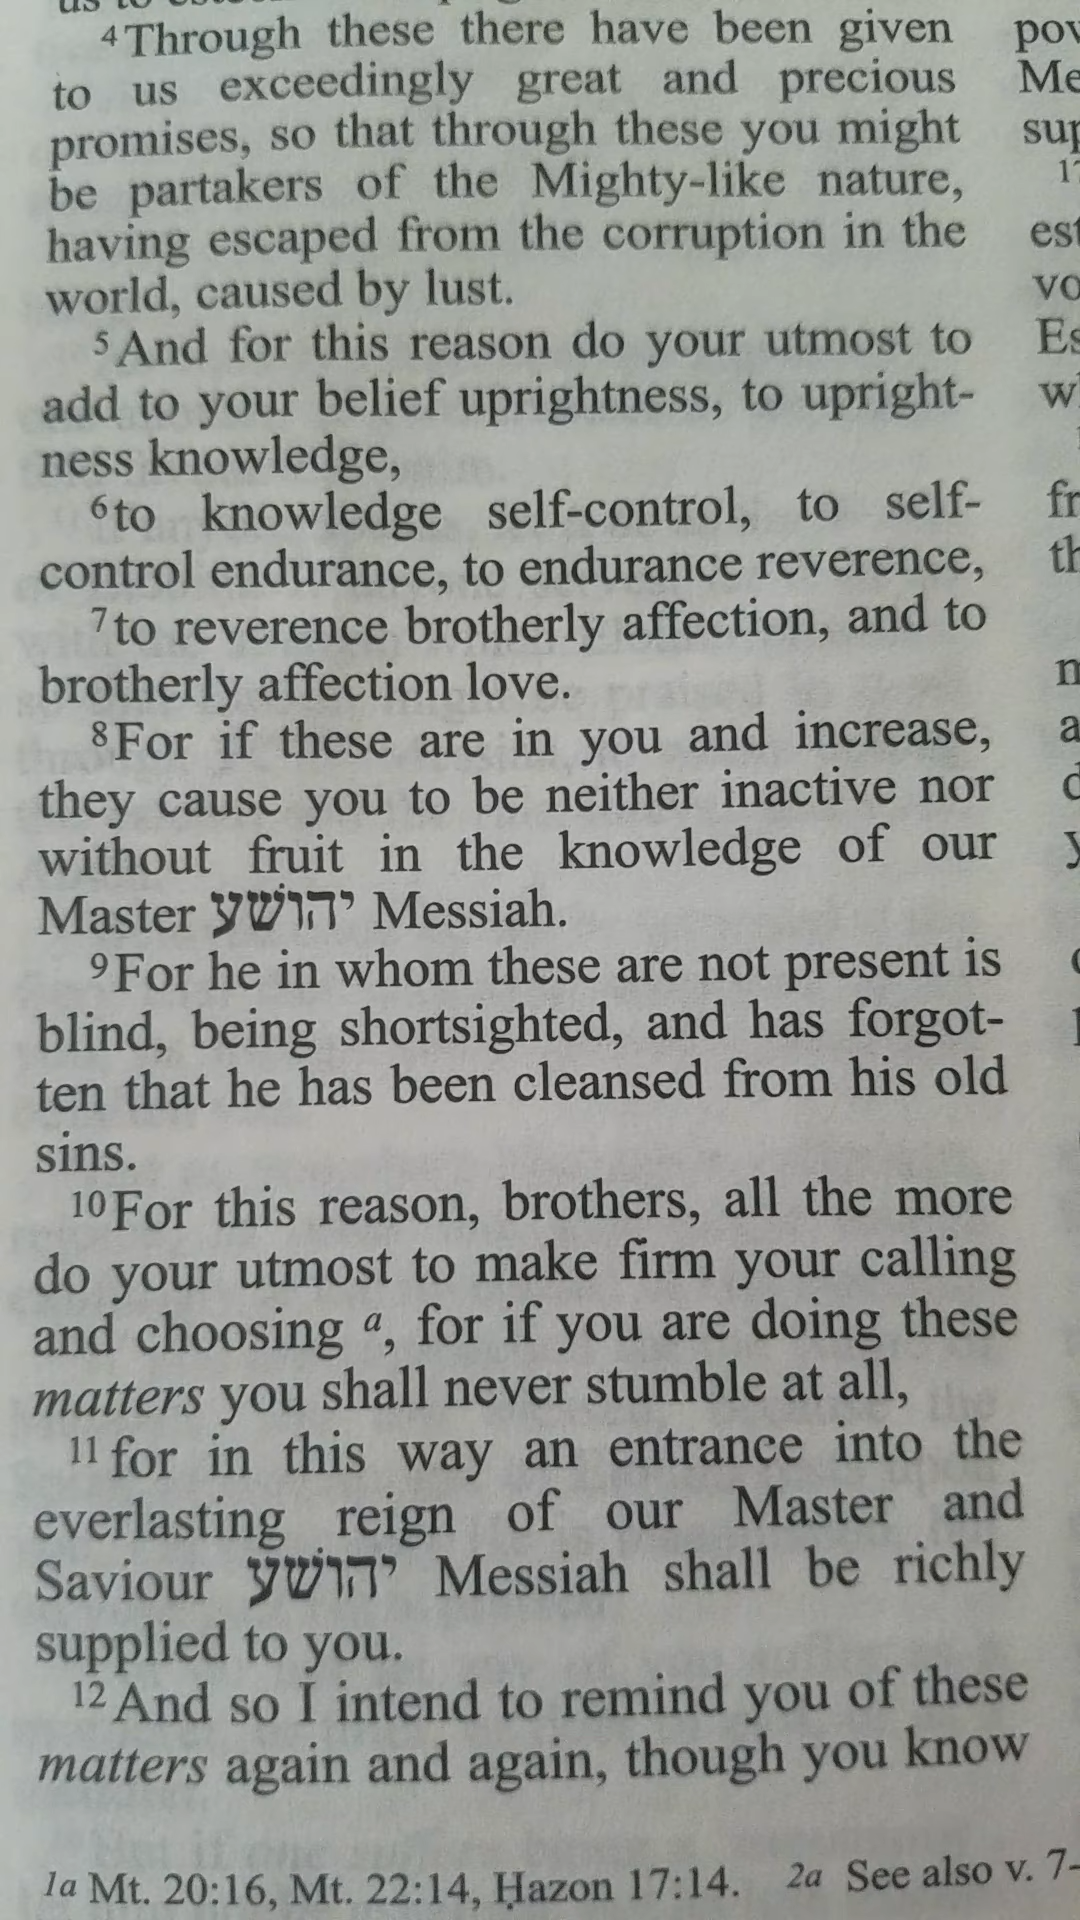 ⁴Through these there have been given
to us exceedingly great and precious
promises, so that through these you might
be partakers of the Mighty-like nature,
having escaped from the corruption in the
world, caused by lust.
⁵And for this reason do your utmost to
add to your belief uprightness, to upright-
ness knowledge,
⁶to knowledge self-control, to self-
control endurance, to endurance reverence,
⁷to reverence brotherly affection, and to
brotherly affection love.
⁸For if these are in you and increase,
they cause you to be neither inactive nor
without fruit in the knowledge of our
Master יהושׁע Messiah.
⁹For he in whom these are not present is
blind, being shortsighted, and has forgot-
ten that he has been cleansed from his old
sins.
¹⁰For this reason, brothers, all the more
do your utmost to make firm your calling
and choosing ᵃ, for if you are doing these
matters you shall never stumble at all,
¹¹for in this way an entrance into the
everlasting reign of our Master and
Saviour יהושׁע Messiah shall be richly
supplied to you.
¹²And so I intend to remind you of these
matters again and again, though you know
1a Mt. 20:16, Mt. 22:14, Ḥazon 17:14. 2a See also v. 7-